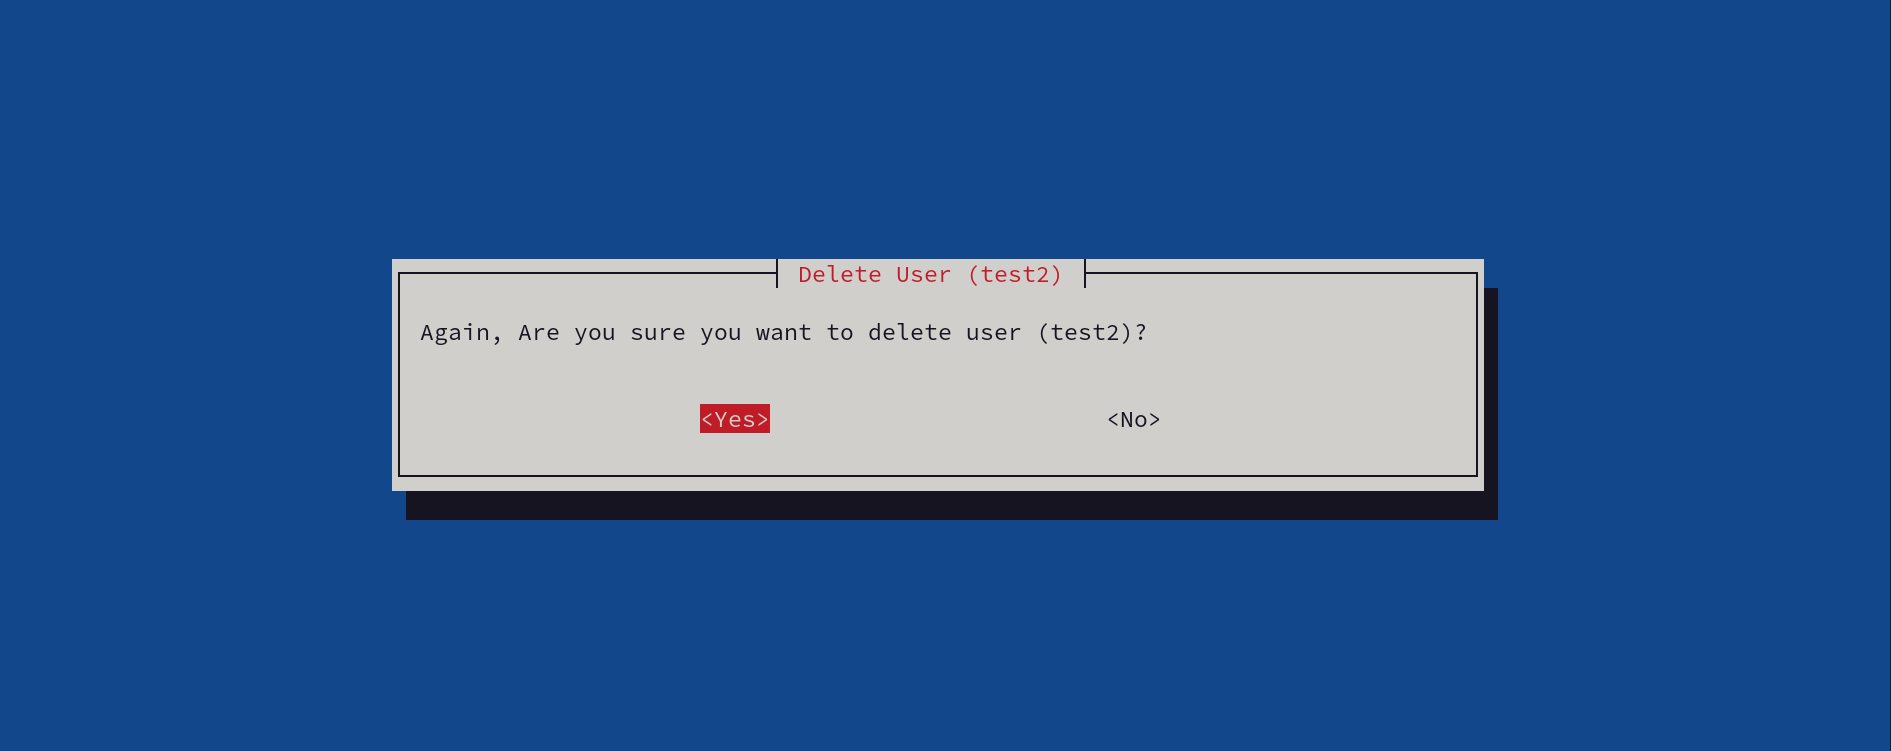 Delete User (test2)
Again, Are you sure you want to delete user (test2)?
<Yes> <No>